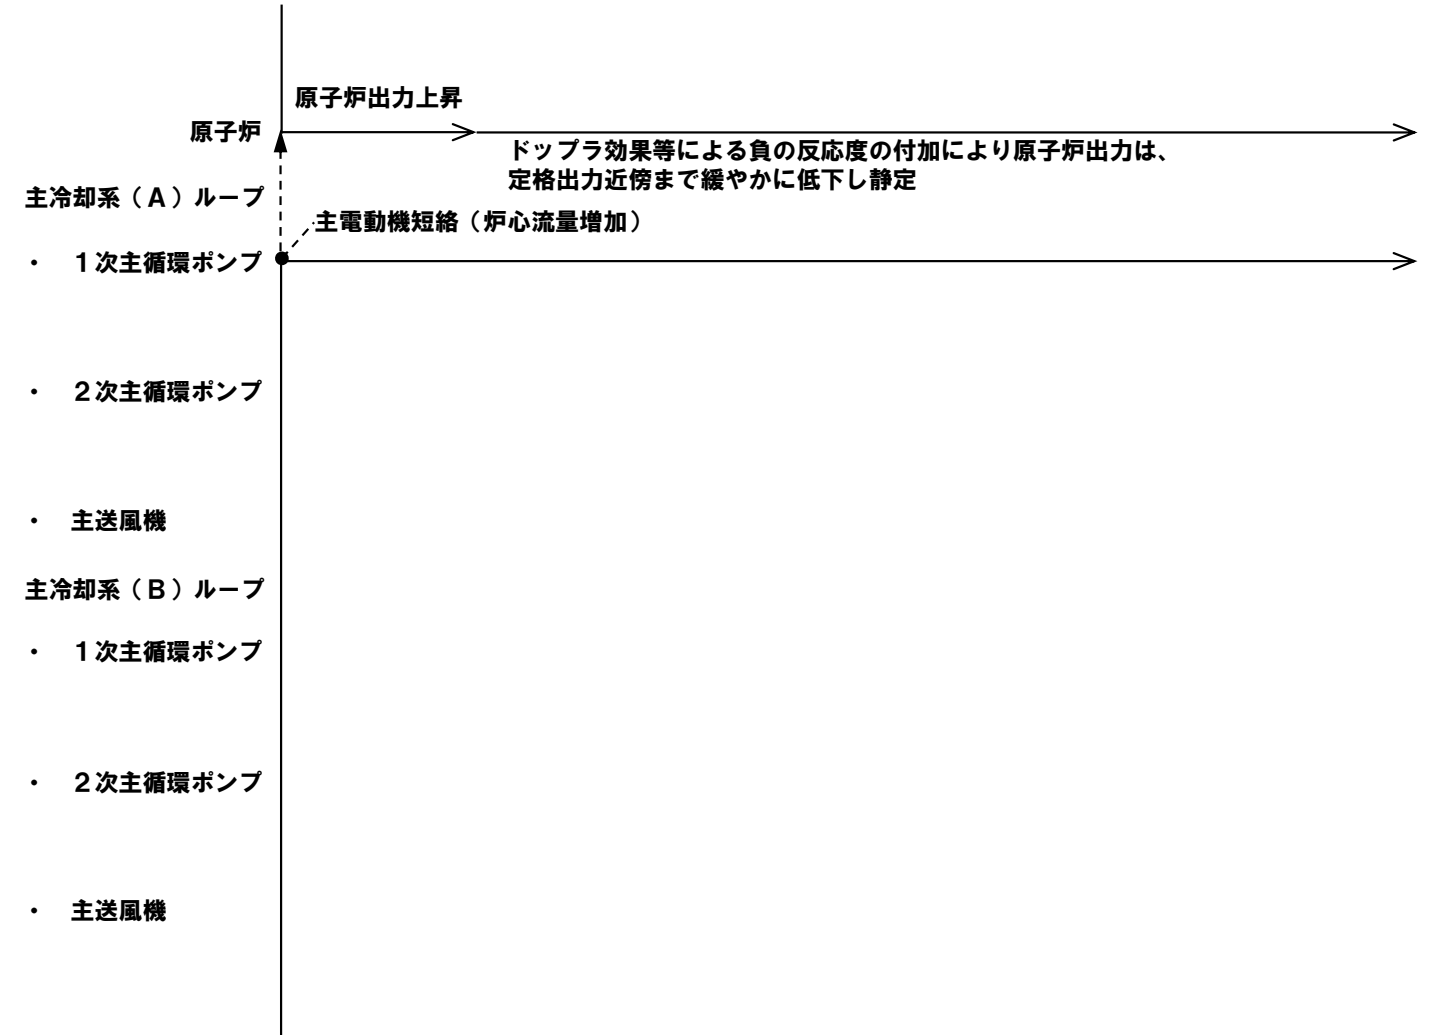 原子炉出力上昇
原子炉
ドップラ効果等による負の反応度の付加により原子炉出力は、
定格出力近傍まで緩やかに低下し静定
主冷却系(A)ループ
主電動機短絡(炉心流量増加)
・ 1次主循環ポンプ
・ 2次主循環ポンプ
・ 主送風機
主冷却系(B)ループ
・ 1次主循環ポンプ
・ 2次主循環ポンプ
・ 主送風機